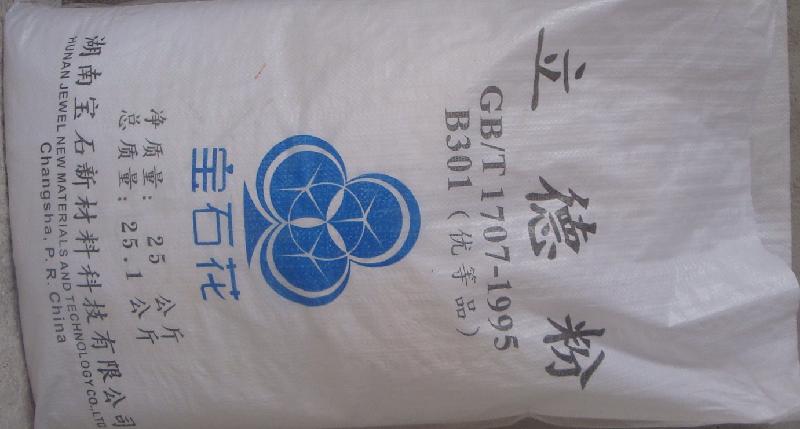 立德粉
GB/T 1707-1995
B301（优等品）
宝石花
净质量：25 公斤
总质量：25.1 公斤
湖南宝石新材料科技有限公司
HUNAN JEWEL NEW MATERIALS AND TECHNOLOGY CO.,LTD
Changsha, P. R. China